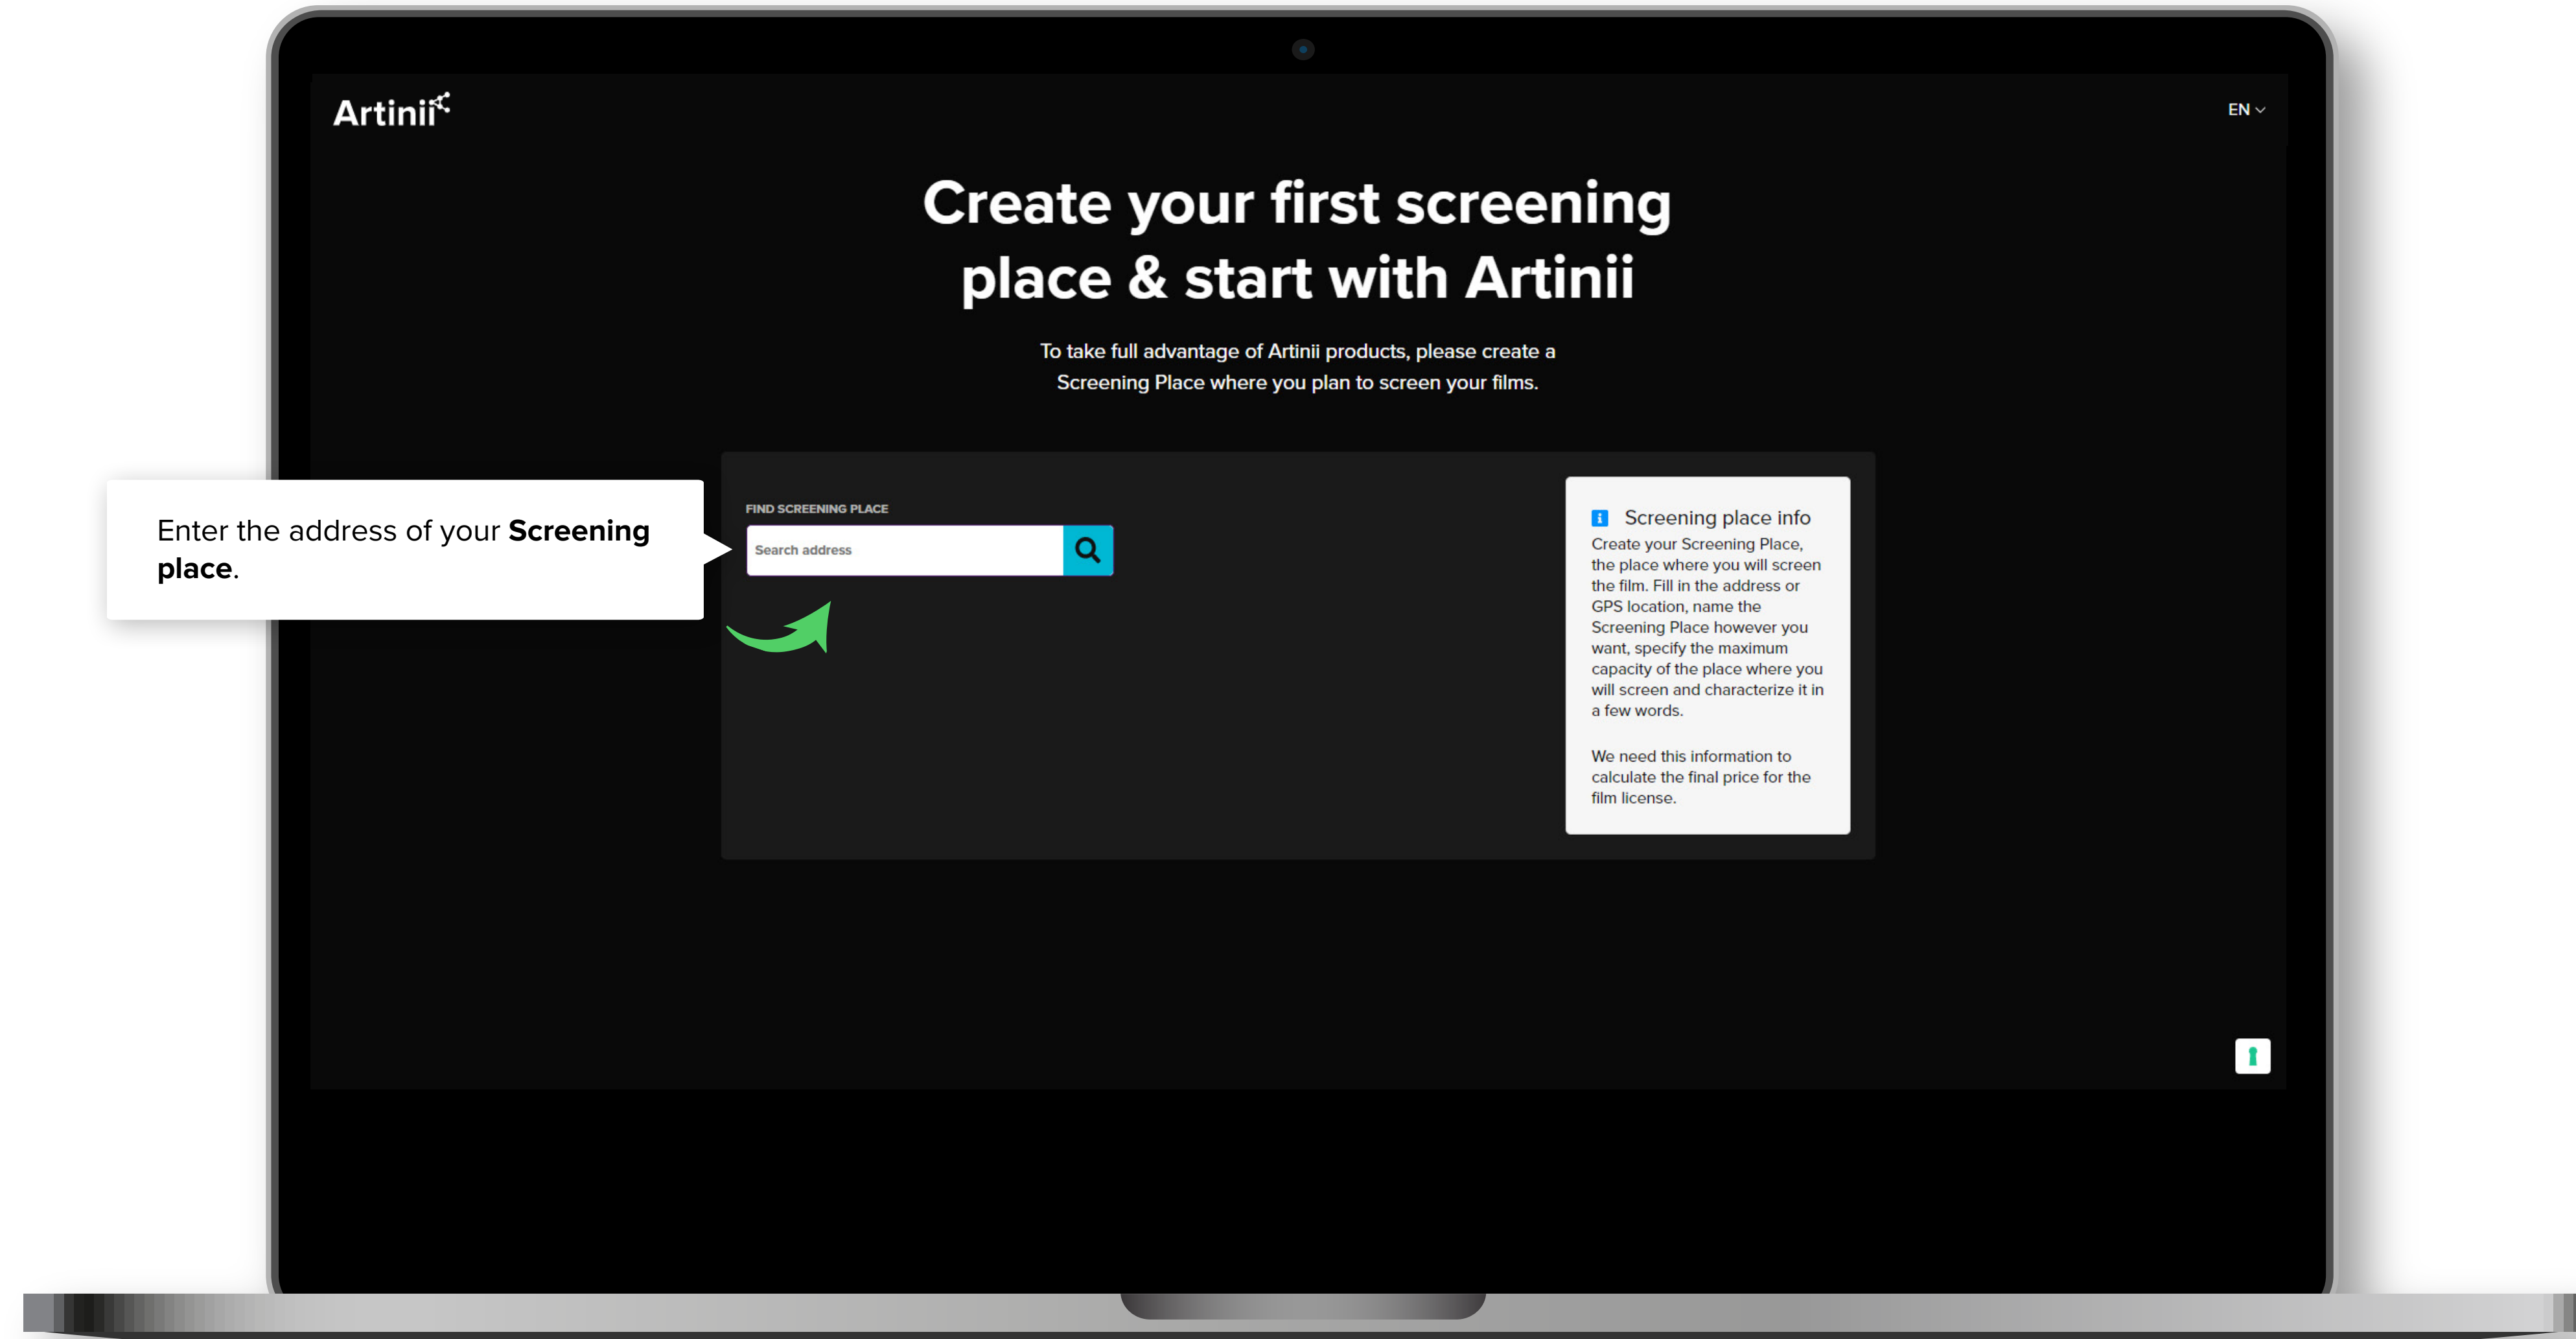 Artinii
EN
Create your first screening
place & start with Artinii
To take full advantage of Artinii products, please create a
Screening Place where you plan to screen your films.
Enter the address of your Screening
place.
FIND SCREENING PLACE
Search address
Screening place info
Create your Screening Place,
the place where you will screen
the film. Fill in the address or
GPS location, name the
Screening Place however you
want, specify the maximum
capacity of the place where you
will screen and characterize it in
a few words.
We need this information to
calculate the final price for the
film license.